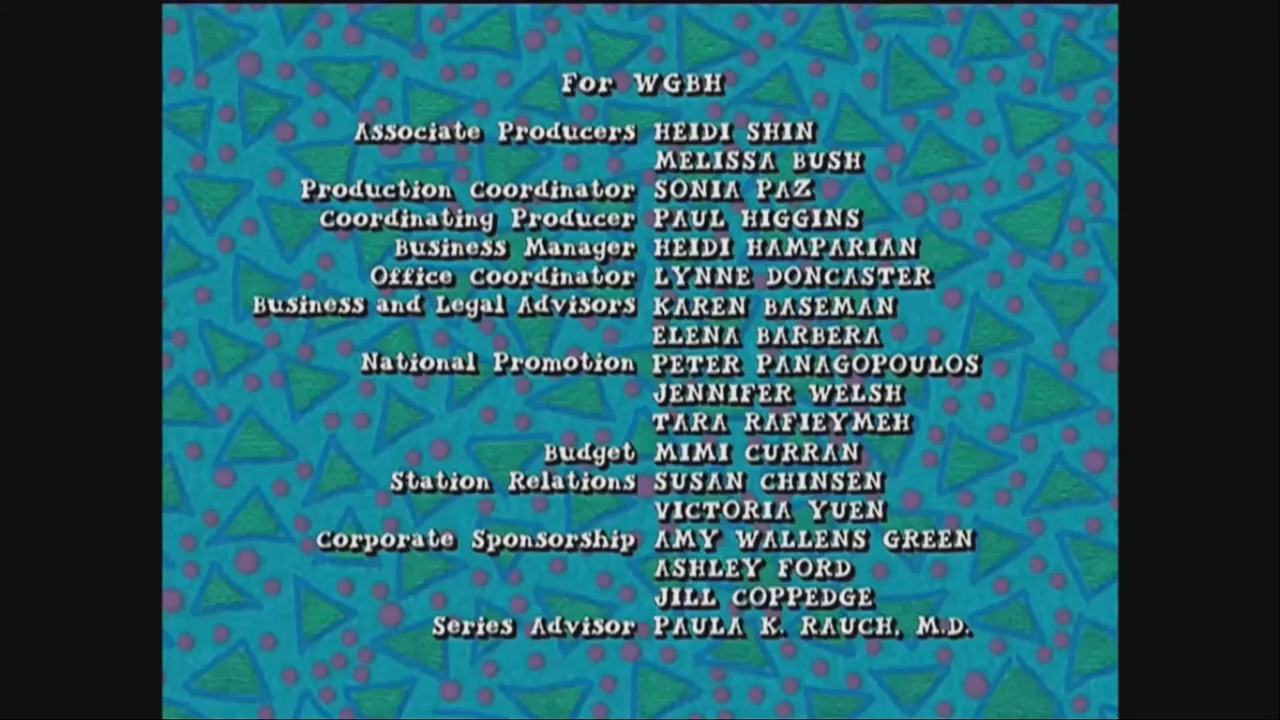 For WGBH
Associate Producers HEIDI SHIN
MELISSA BUSH
Production Coordinator SONIA PAZ
Coordinating Producer PAUL HIGGINS
Business Manager HEIDI HAMPARIAN
Office Coordinator LYNNE DONCASTER
Business and Legal Advisors KAREN BASEMAN
ELENA BARBERA
National Promotion PETER PANAGOPOULOS
JENNIFER WELSH
TARA RAFIEYMEH
Budget MIMI CURRAN
Station Relations SUSAN CHINSEN
VICTORIA YUEN
Corporate Sponsorship AMY WALLENS GREEN
ASHLEY FORD
JILL COPPEDGE
Series Advisor PAULA K. RAUCH, M.D.